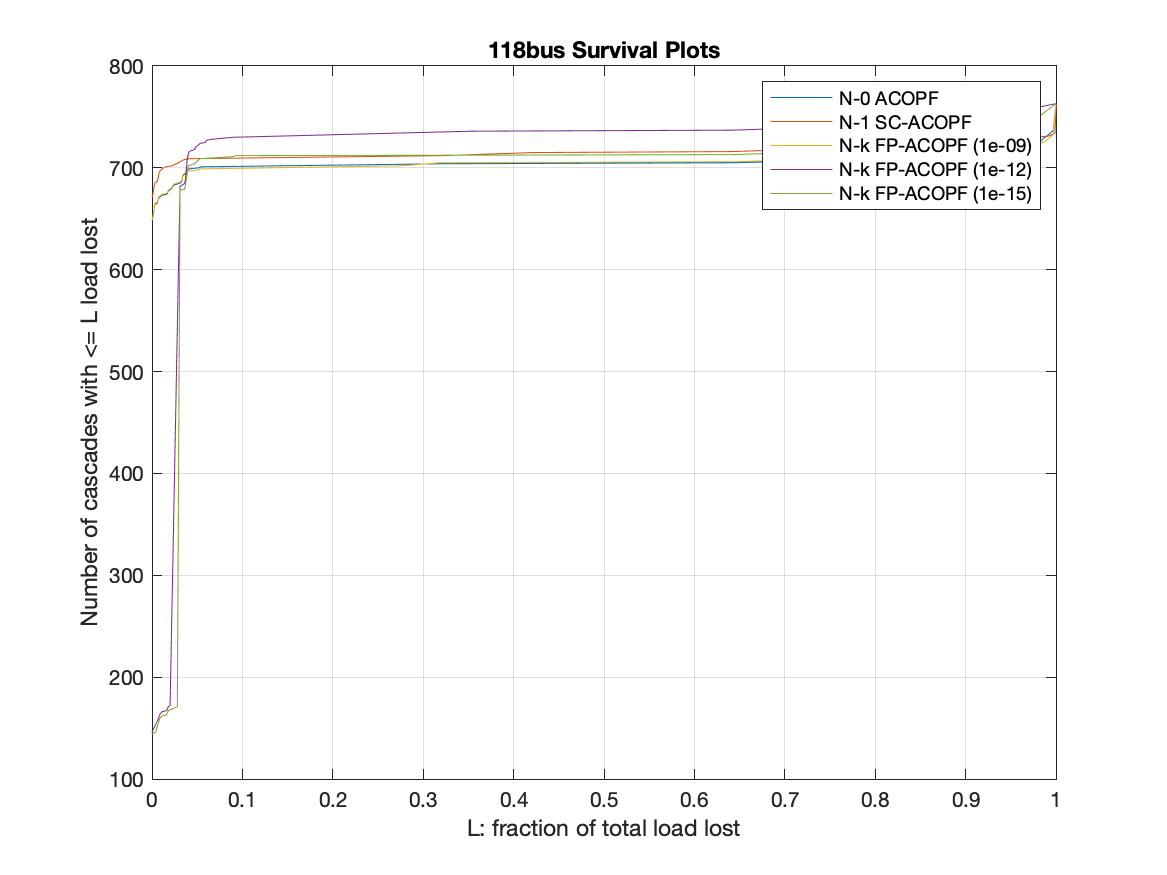 118bus Survival Plots
800
700
600
500
400
300
200
100
Number of cascades with <= L load lost
N-0 ACOPF
N-1 SC-ACOPF
N-k FP-ACOPF (1e-09)
N-k FP-ACOPF (1e-12)
N-k FP-ACOPF (1e-15)
0 0.1 0.2 0.3 0.4 0.5 0.6 0.7 0.8 0.9 1
L: fraction of total load lost